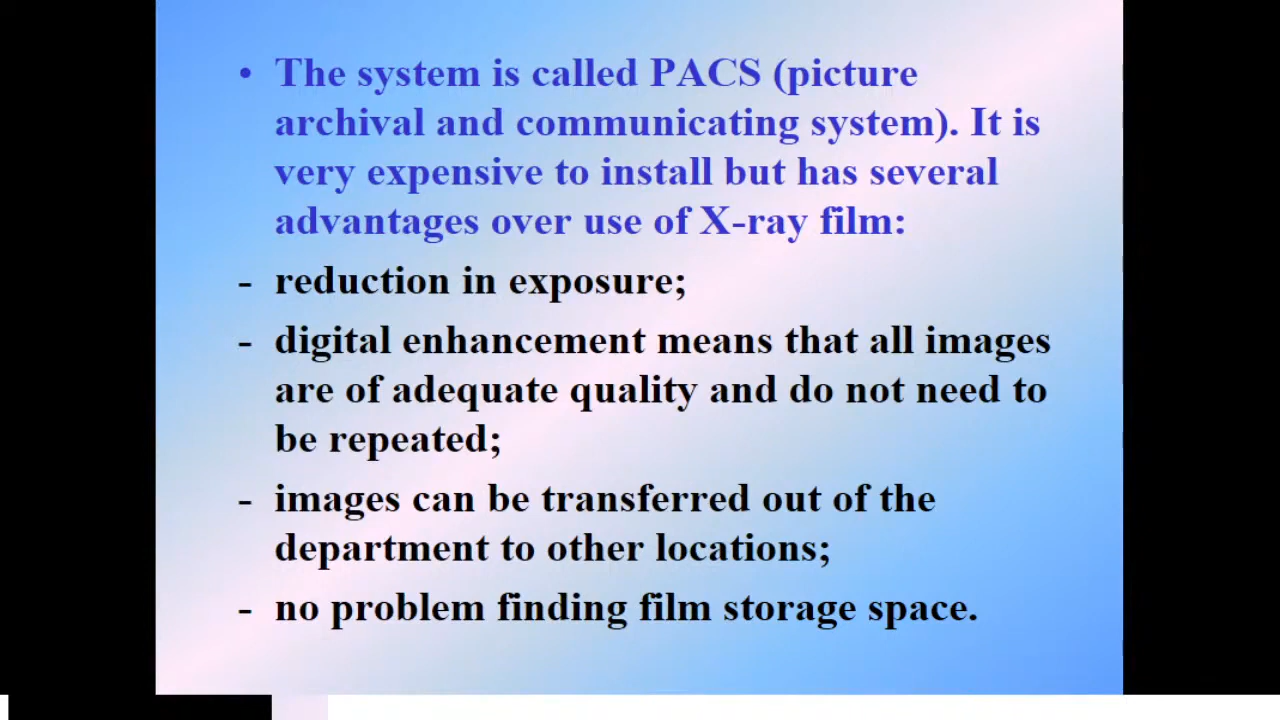 • The system is called PACS (picture
archival and communicating system). It is
very expensive to install but has several
advantages over use of X-ray film:
- reduction in exposure;
- digital enhancement means that all images
are of adequate quality and do not need to
be repeated;
- images can be transferred out of the
department to other locations;
- no problem finding film storage space.